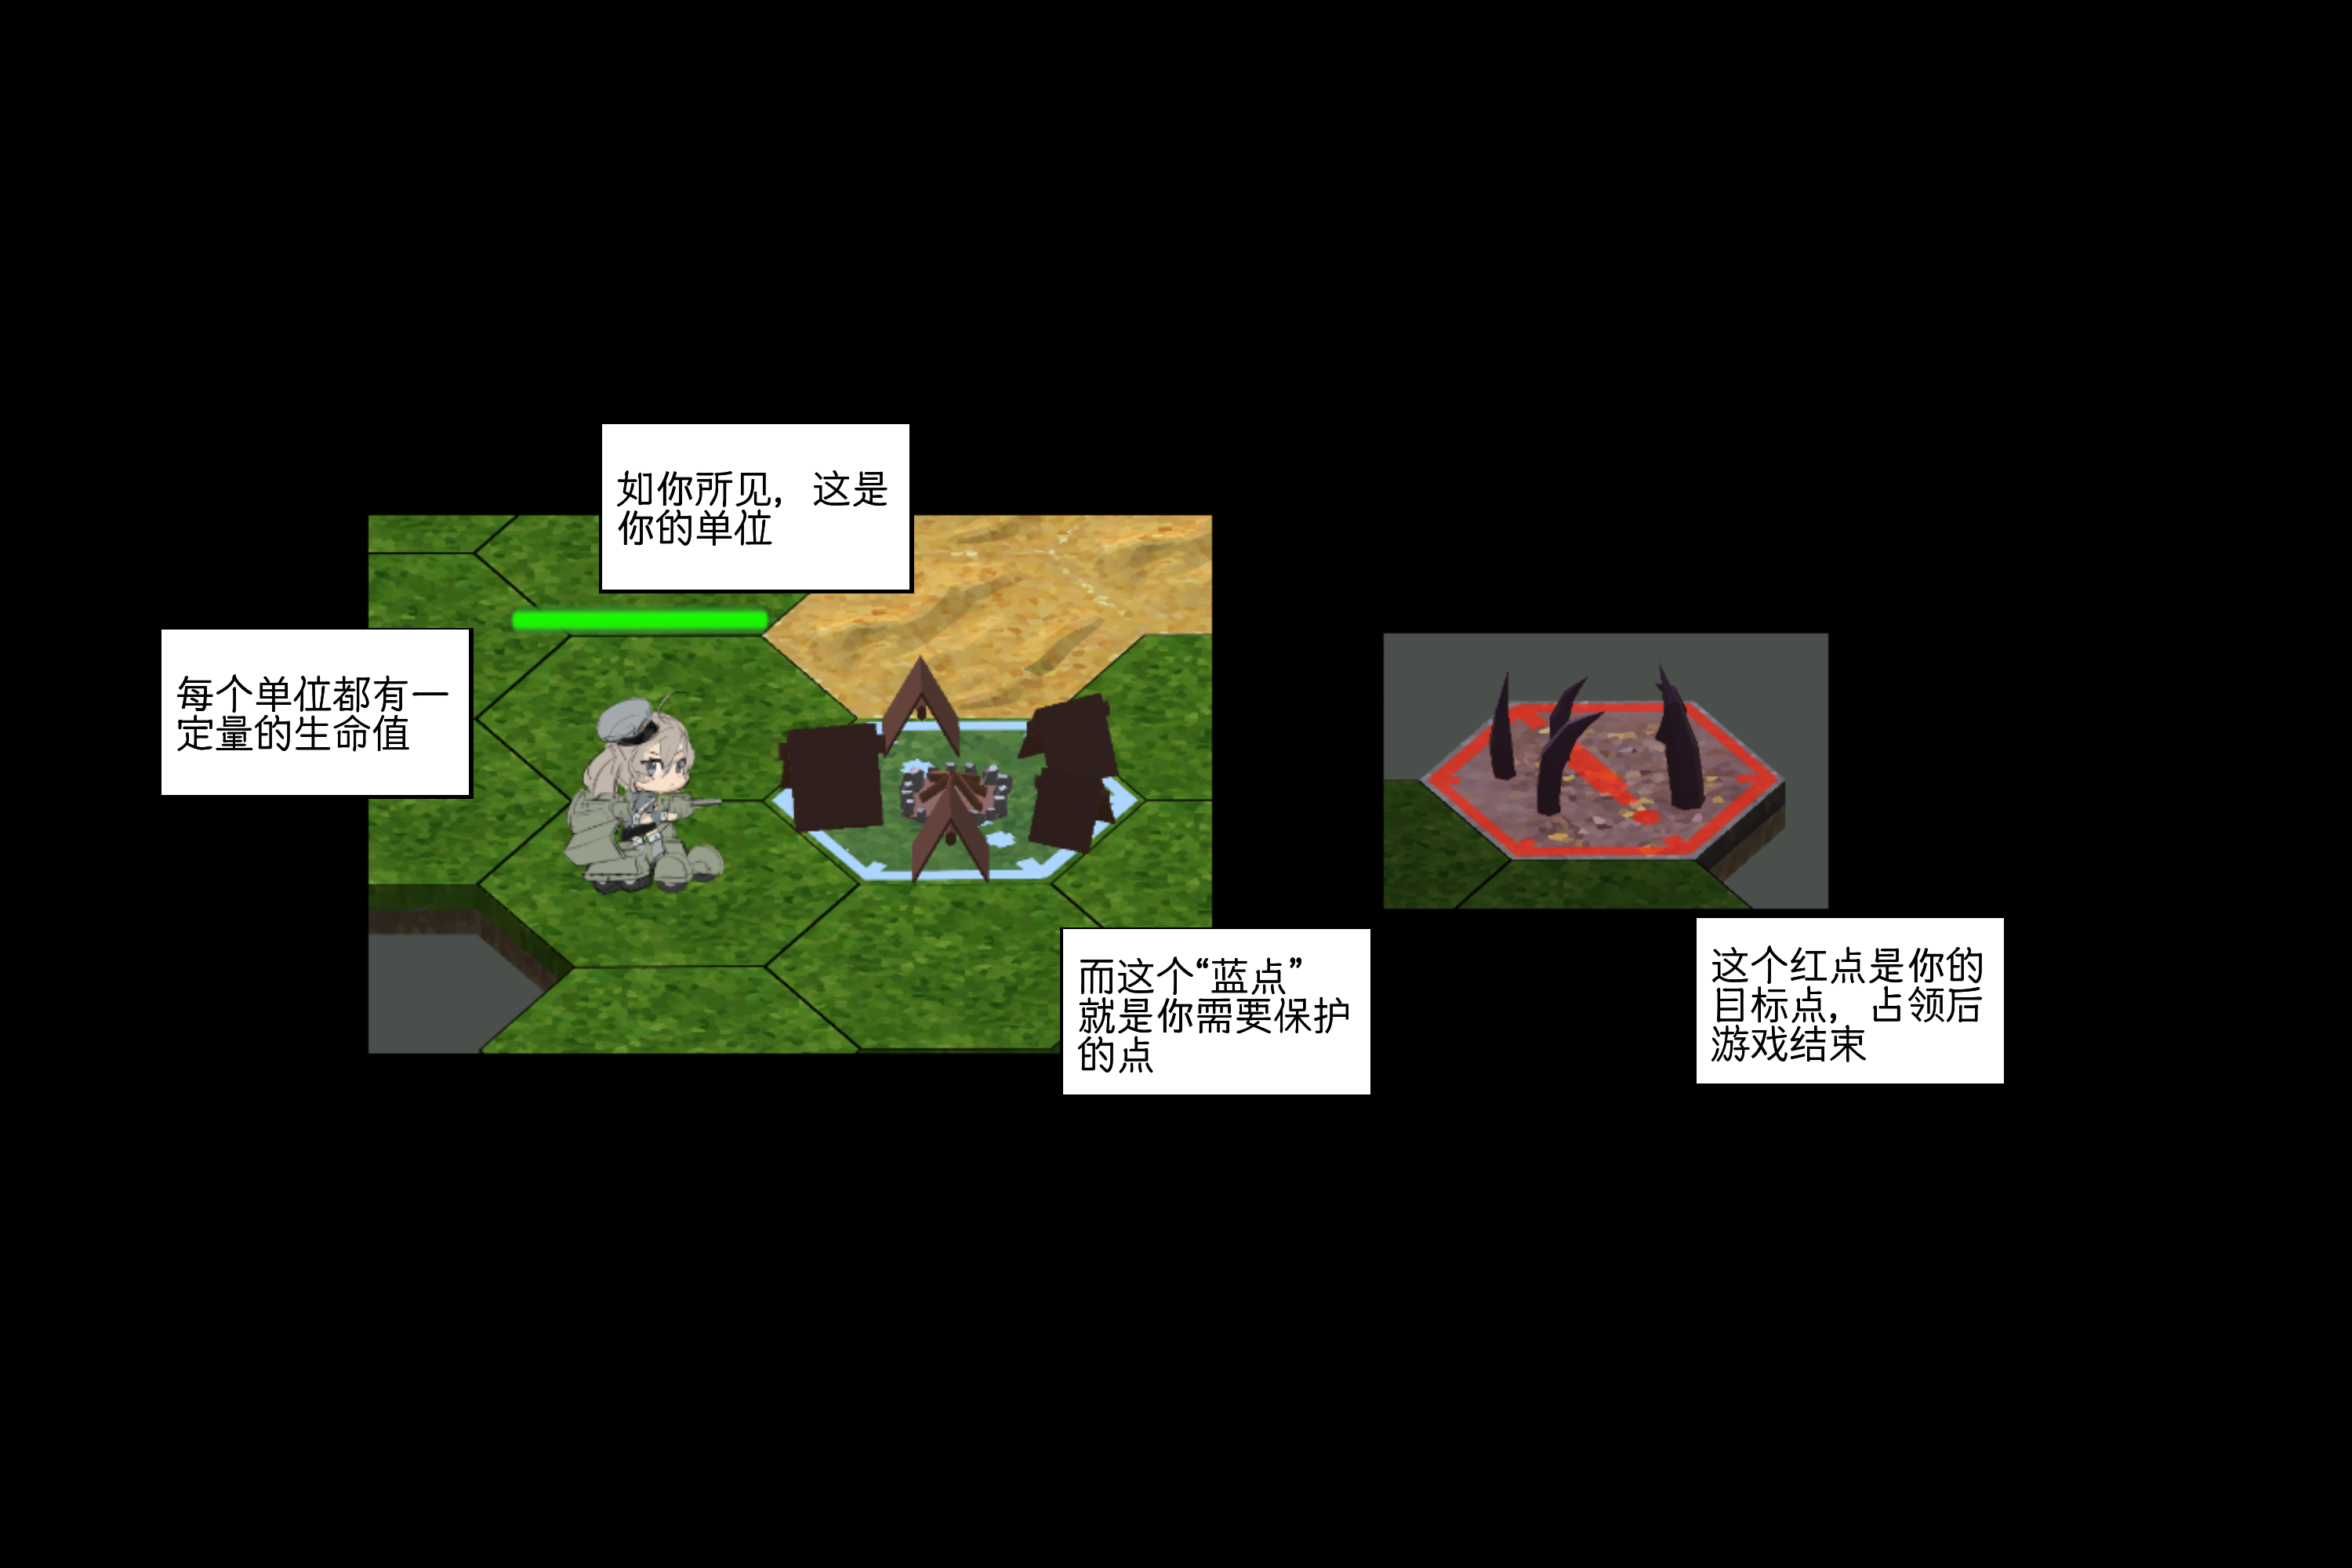 如你所见，这是
你的单位
每个单位都有一
定量的生命值
而这个“蓝点”
就是你需要保护
的点
这个红点是你的
目标点，占领后
游戏结束